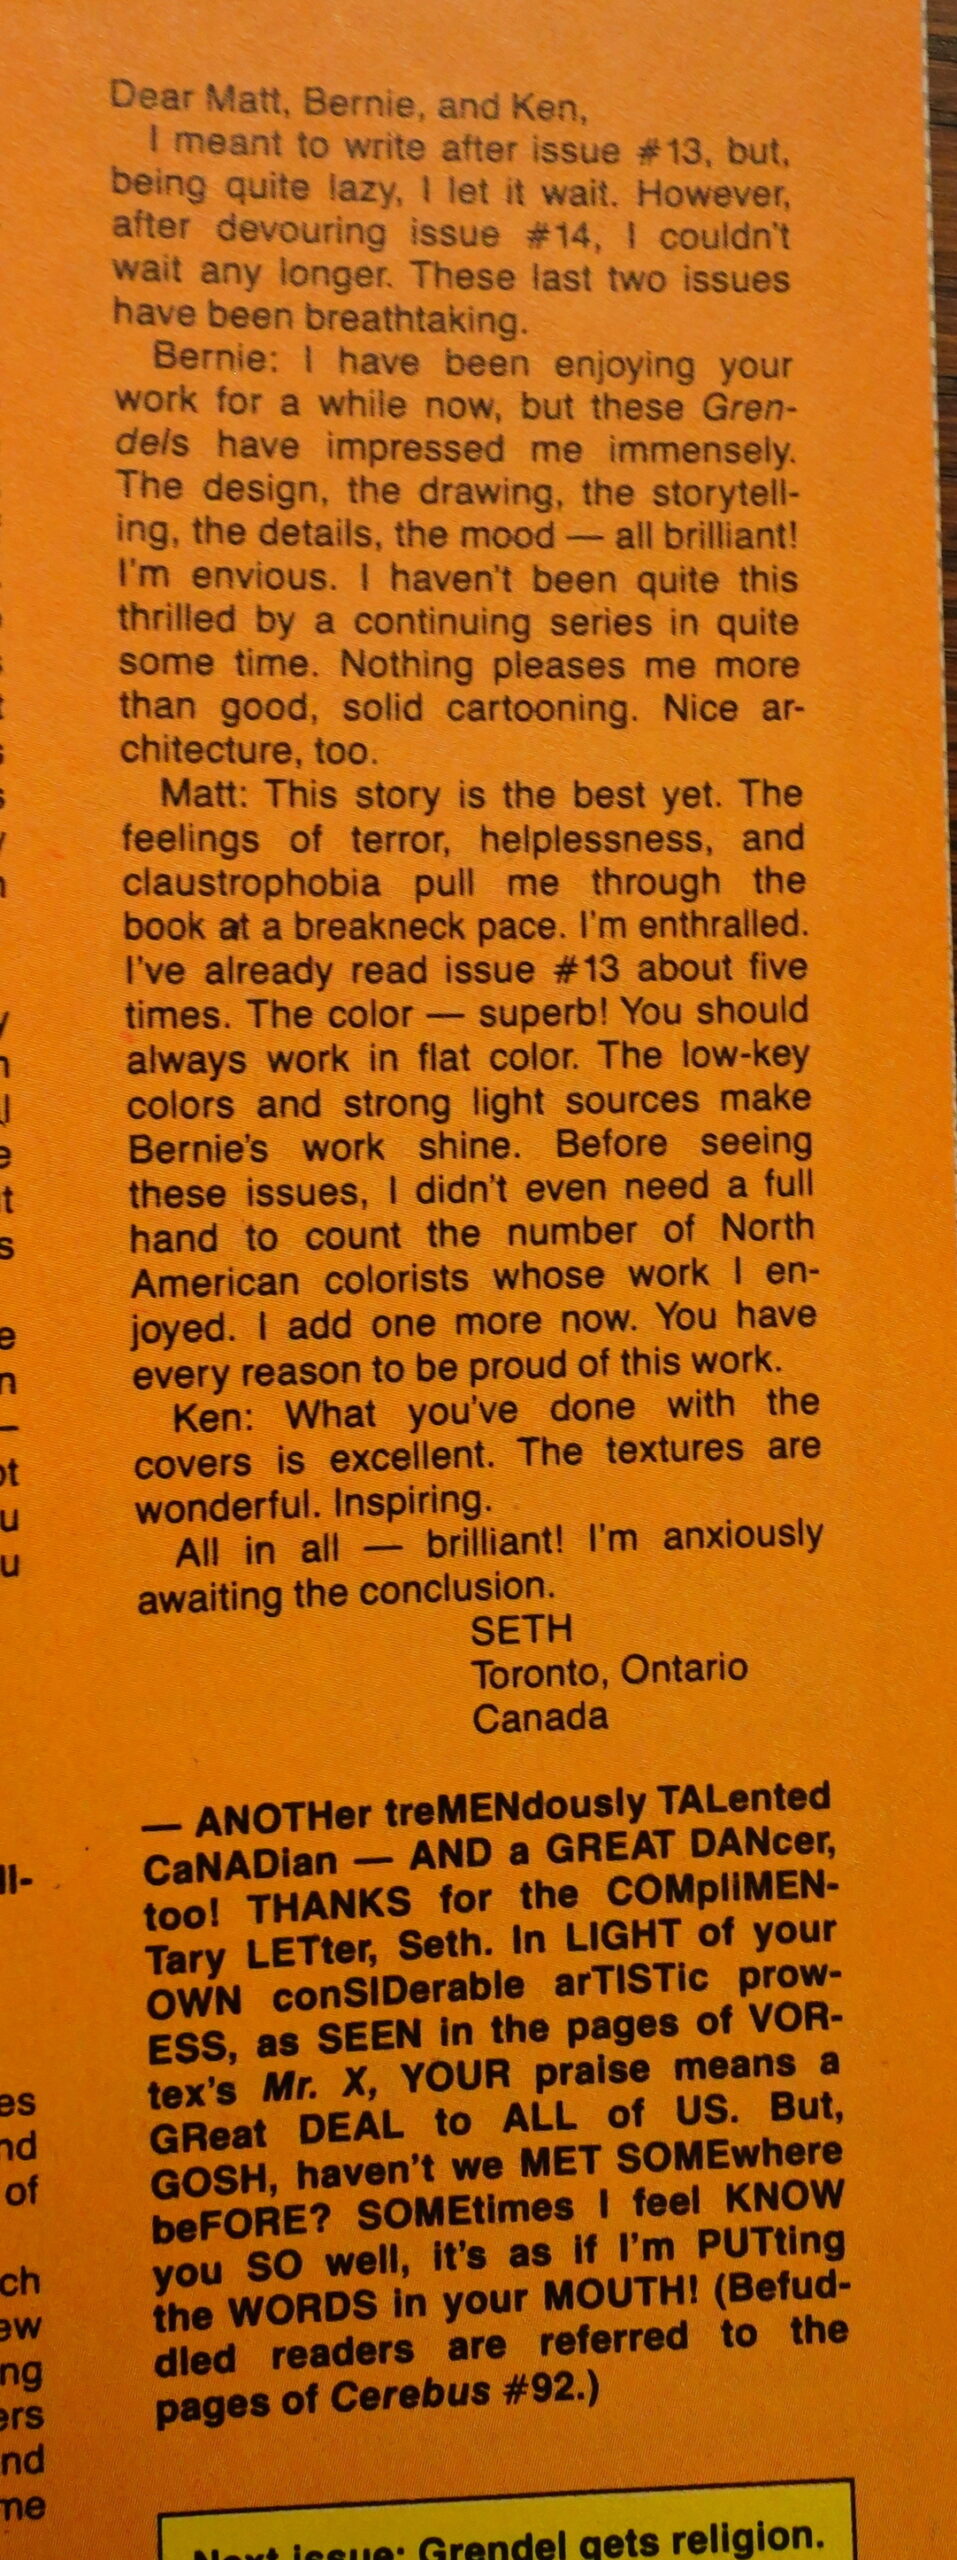 Dear Matt, Bernie, and Ken,
I meant to write after issue #13, but,
being quite lazy, I let it wait. However,
after devouring issue #14, I couldn't
wait any longer. These last two issues
have been breathtaking.
Bernie: I have been enjoying your
work for a while now, but these Gren-
dels have impressed me immensely.
The design, the drawing, the storytell-
ing, the details, the mood — all brilliant!
I'm envious. I haven't been quite this
thrilled by a continuing series in quite
some time. Nothing pleases me more
than good, solid cartooning. Nice ar-
chitecture, too.
Matt: This story is the best yet. The
feelings of terror, helplessness, and
claustrophobia pull me through the
book at a breakneck pace. I'm enthralled.
I've already read issue #13 about five
times. The color — superb! You should
always work in flat color. The low-key
colors and strong light sources make
Bernie's work shine. Before seeing
these issues, I didn't even need a full
hand to count the number of North
American colorists whose work I en-
joyed. I add one more now. You have
every reason to be proud of this work.
Ken: What you've done with the
covers is excellent. The textures are
wonderful. Inspiring.
All in all — brilliant! I'm anxiously
awaiting the conclusion.
SETH
Toronto, Ontario
Canada
— ANOTHer treMENdously TALented
CaNADian — AND a GREAT DANcer,
too! THANKS for the COMpliMEN-
Tary LETter, Seth. In LIGHT of your
OWN conSIDerable arTISTic prow-
ESS, as SEEN in the pages of VOR-
tex's Mr. X, YOUR praise means a
GReat DEAL to ALL of US. But,
GOSH, haven't we MET SOMEwhere
beFORE? SOMEtimes I feel KNOW
you SO well, it's as if I'm PUTting
the WORDS in your MOUTH! (Befud-
dled readers are referred to the
pages of Cerebus #92.)
Next issue: Grendel gets religion.